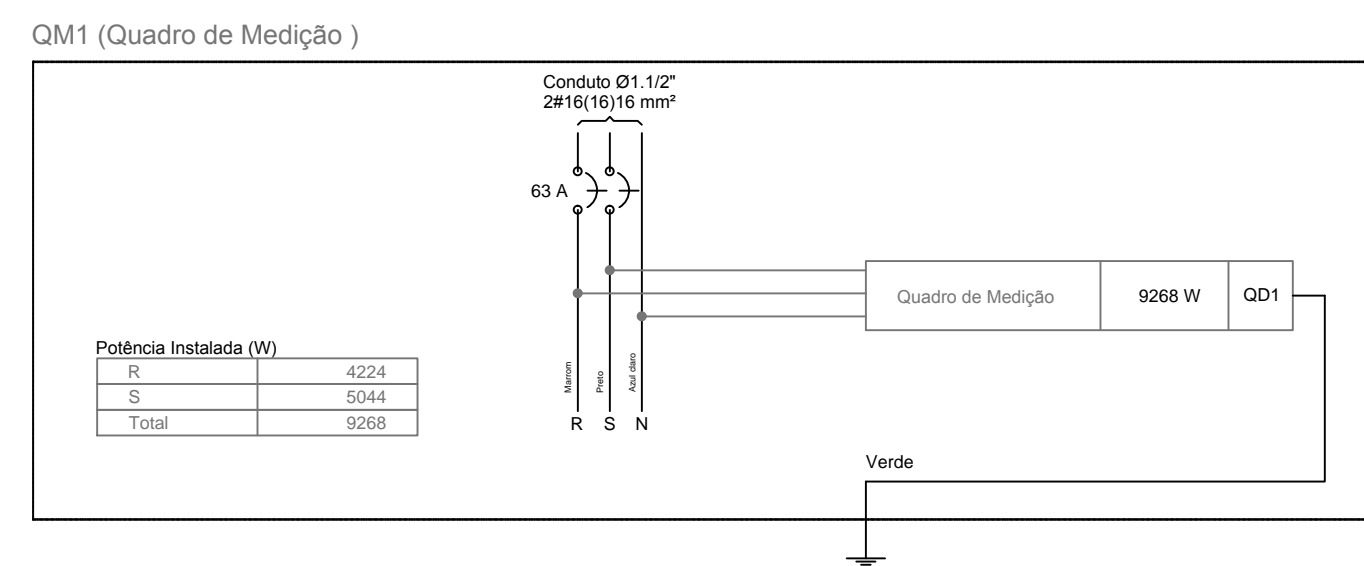 QM1 (Quadro de Medição )
Conduto Ø1.1/2"
2#16(16)16 mm²
63 A
Quadro de Medição 9268 W QD1
Potência Instalada (W)
R 4224
S 5044
Total 9268
Marrom
Preto
Azul claro
R S N
Verde